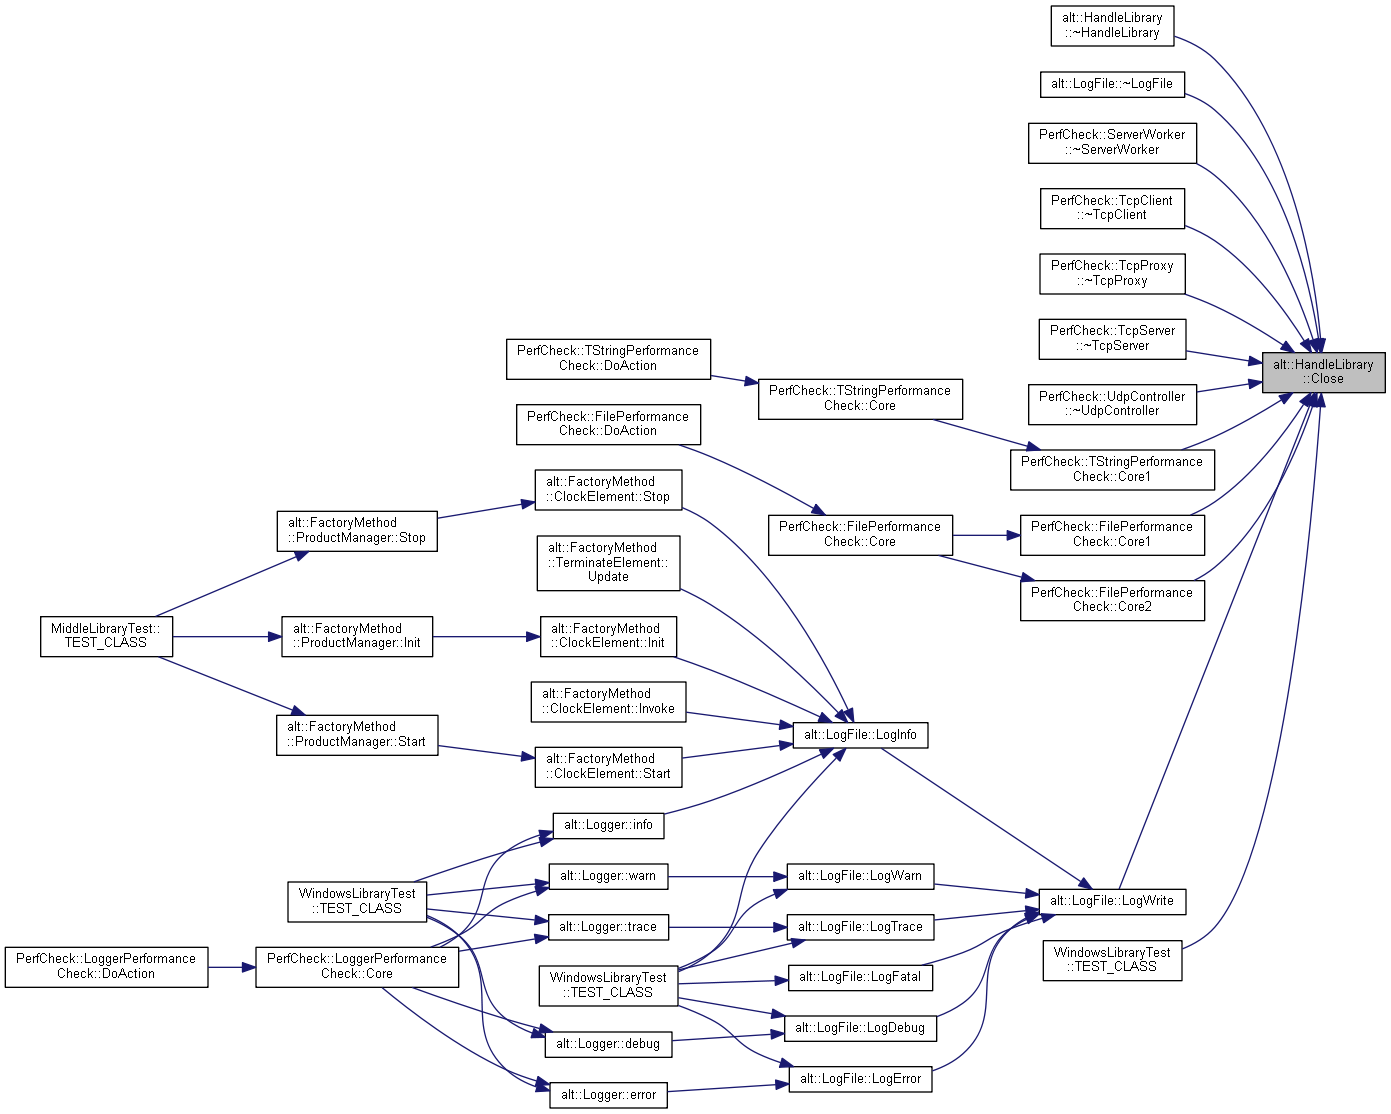 alt::HandleLibrary
::~HandleLibrary
alt::LogFile::~LogFile
PerfCheck::ServerWorker
::~ServerWorker
PerfCheck::TcpClient
::~TcpClient
PerfCheck::TcpProxy
::~TcpProxy
PerfCheck::TcpServer
::~TcpServer
alt::HandleLibrary
::Close
PerfCheck::TStringPerformance
Check::DoAction
PerfCheck::TStringPerformance
Check::Core
PerfCheck::UdpController
::~UdpController
PerfCheck::FilePerformance
Check::DoAction
PerfCheck::TStringPerformance
Check::Core1
alt::FactoryMethod
::ClockElement::Stop
alt::FactoryMethod
::ProductManager::Stop
PerfCheck::FilePerformance
Check::Core
PerfCheck::FilePerformance
Check::Core1
alt::FactoryMethod
::TerminateElement::
Update
PerfCheck::FilePerformance
Check::Core2
MiddleLibraryTest::
TEST_CLASS
alt::FactoryMethod
::ProductManager::Init
alt::FactoryMethod
::ClockElement::Init
alt::FactoryMethod
::ClockElement::Invoke
alt::FactoryMethod
::ProductManager::Start
alt::LogFile::LogInfo
alt::FactoryMethod
::ClockElement::Start
alt::Logger::info
alt::Logger::warn
alt::LogFile::LogWarn
WindowsLibraryTest
::TEST_CLASS
alt::LogFile::LogWrite
alt::Logger::trace
alt::LogFile::LogTrace
PerfCheck::LoggerPerformance
Check::DoAction
PerfCheck::LoggerPerformance
Check::Core
WindowsLibraryTest
::TEST_CLASS
alt::LogFile::LogFatal
WindowsLibraryTest
::TEST_CLASS
alt::LogFile::LogDebug
alt::Logger::debug
alt::LogFile::LogError
alt::Logger::error